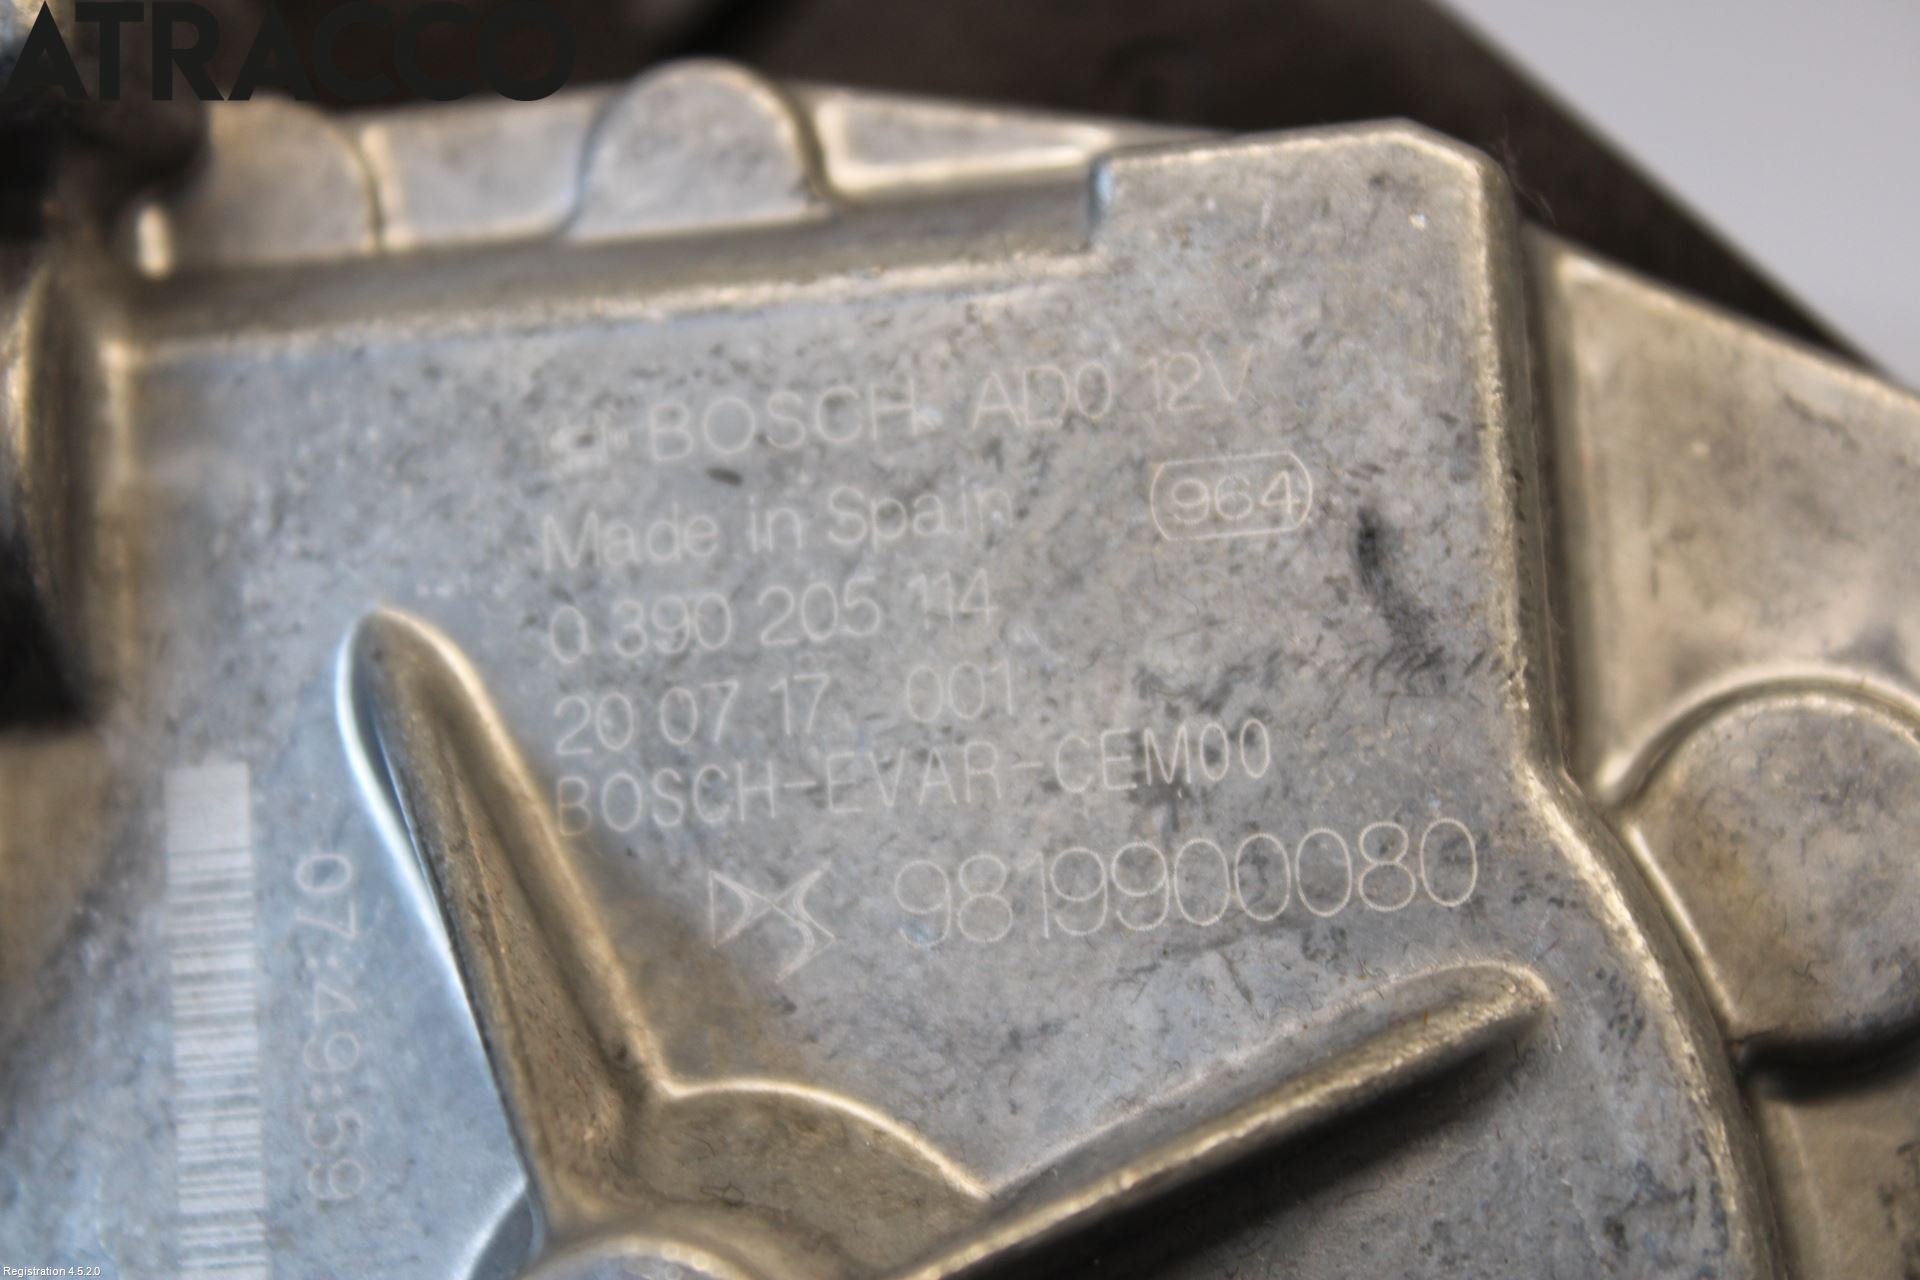 ATRACCO
BOSCH AD0 12V
Made in Spain 964
0 390 205 114
20 07 17 001
BOSCH-EVAR-CEM00
9819900080
07:49:59
Registration 4.5.2.0